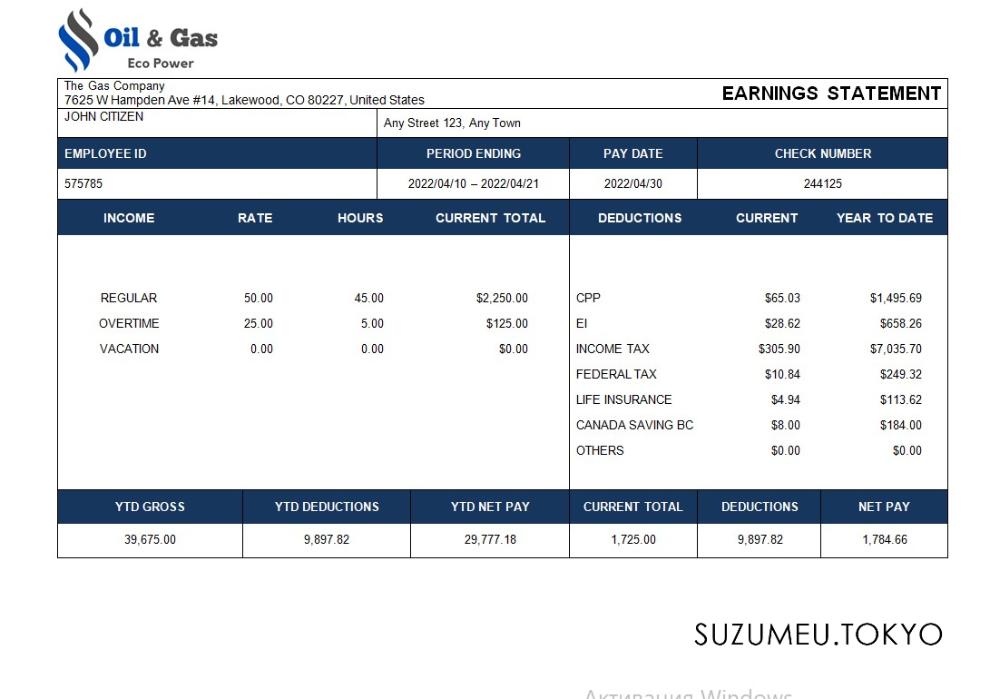 Oil & Gas
Eco Power
The Gas Company
7625 W Hampden Ave #14, Lakewood, CO 80227, United States
EARNINGS STATEMENT
JOHN CITIZEN
Any Street 123, Any Town
EMPLOYEE ID PERIOD ENDING PAY DATE CHECK NUMBER
575785 2022/04/10 – 2022/04/21 2022/04/30 244125
INCOME RATE HOURS CURRENT TOTAL DEDUCTIONS CURRENT YEAR TO DATE
REGULAR 50.00 45.00 $2,250.00 CPP $65.03 $1,495.69
OVERTIME 25.00 5.00 $125.00 EI $28.62 $658.26
VACATION 0.00 0.00 $0.00 INCOME TAX $305.90 $7,035.70
FEDERAL TAX $10.84 $249.32
LIFE INSURANCE $4.94 $113.62
CANADA SAVING BC $8.00 $184.00
OTHERS $0.00 $0.00
YTD GROSS YTD DEDUCTIONS YTD NET PAY CURRENT TOTAL DEDUCTIONS NET PAY
39,675.00 9,897.82 29,777.18 1,725.00 9,897.82 1,784.66
SUZUMEU.TOKYO
Активация Windows